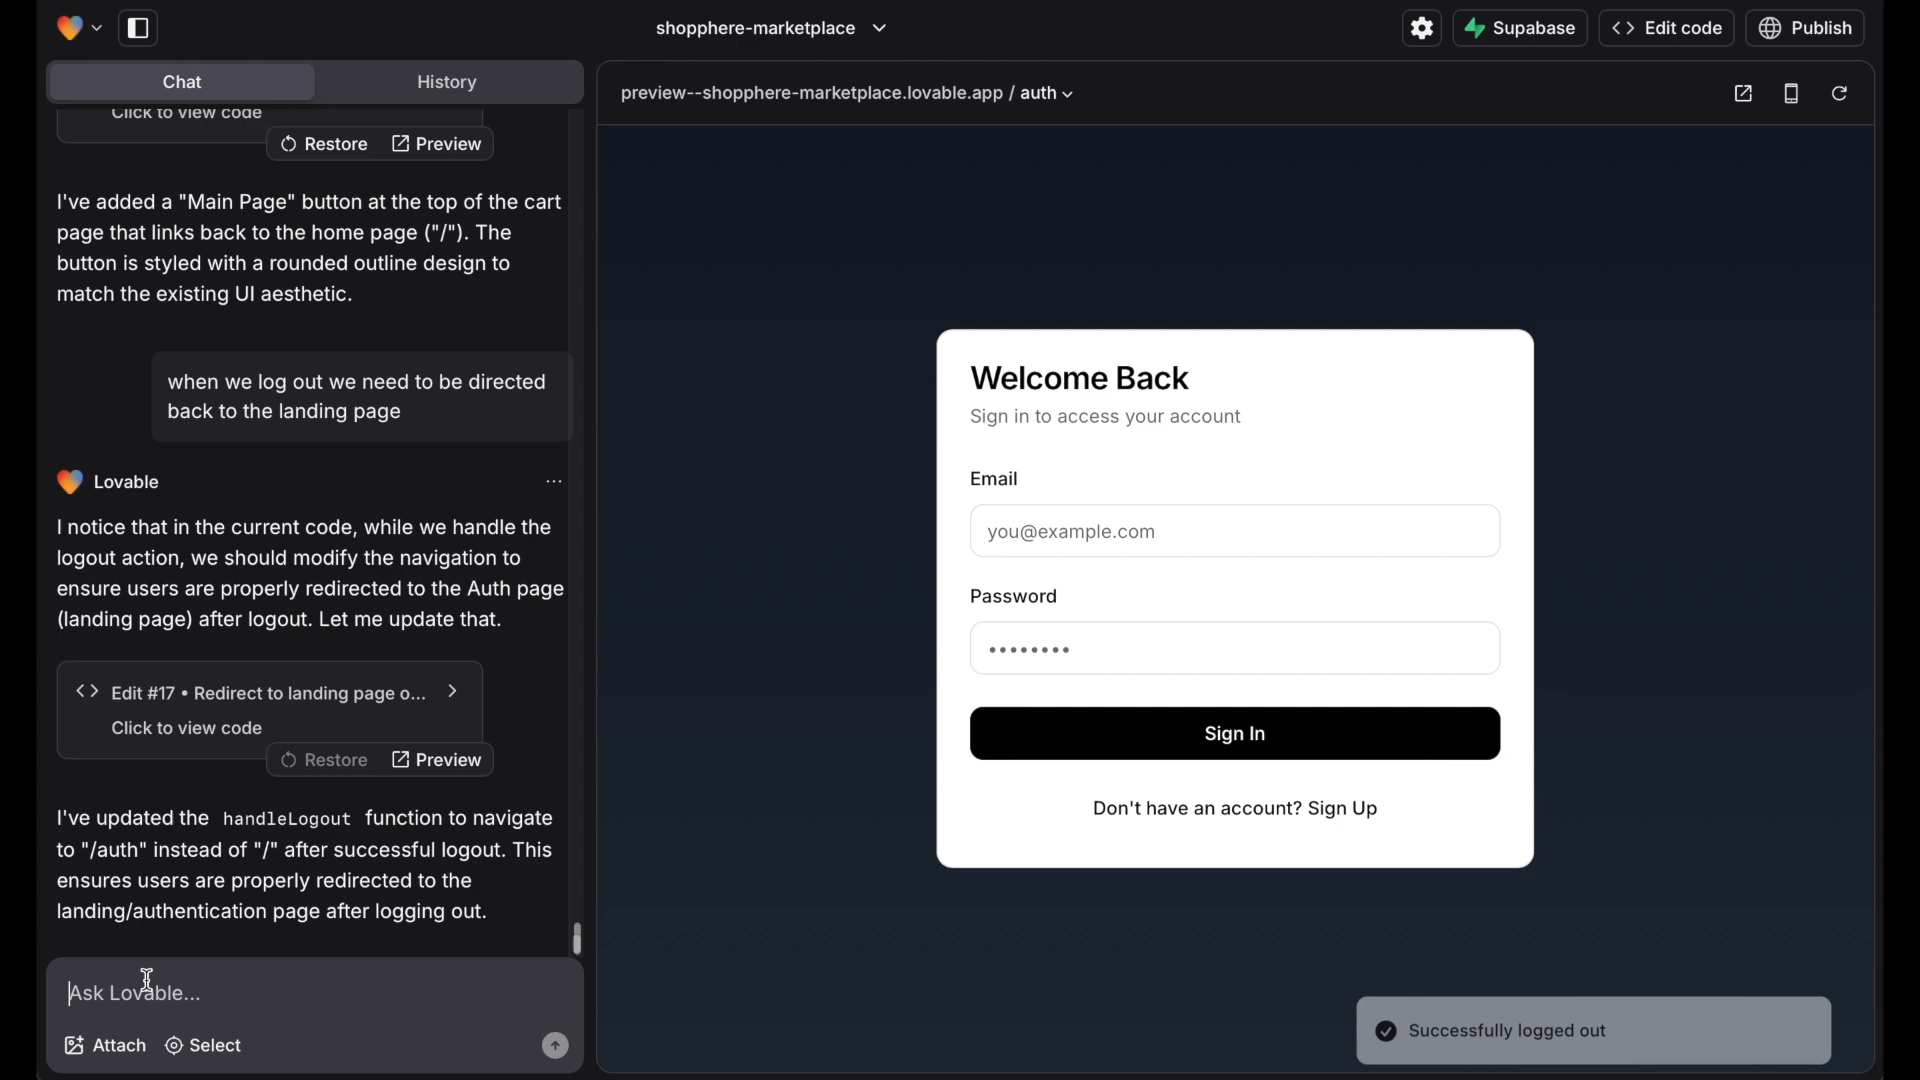 shopphere-marketplace
Supabase
Edit code
Publish
Chat
History
Click to view code
Restore
Preview
I've added a "Main Page" button at the top of the cart
page that links back to the home page ("/"). The
button is styled with a rounded outline design to
match the existing UI aesthetic.
when we log out we need to be directed
back to the landing page
Lovable
I notice that in the current code, while we handle the
logout action, we should modify the navigation to
ensure users are properly redirected to the Auth page
(landing page) after logout. Let me update that.
Edit #17 • Redirect to landing page o...
Click to view code
Restore
Preview
I've updated the handleLogout function to navigate
to "/auth" instead of "/" after successful logout. This
ensures users are properly redirected to the
landing/authentication page after logging out.
Ask Lovable...
Attach
Select
preview--shopphere-marketplace.lovable.app / auth
Welcome Back
Sign in to access your account
Email
you@example.com
Password
••••••••
Sign In
Don't have an account? Sign Up
Successfully logged out